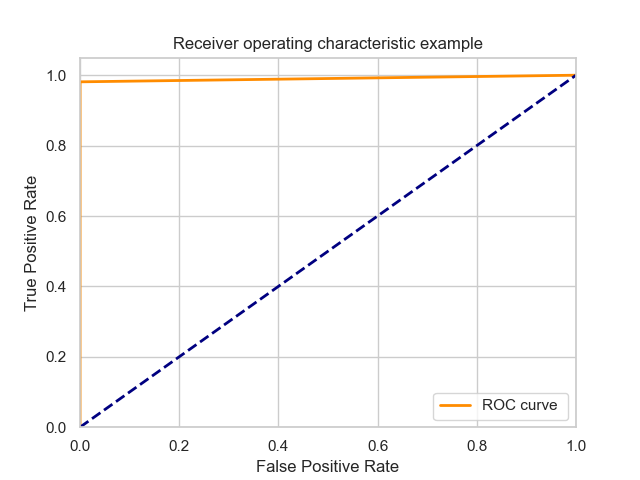 Receiver operating characteristic example
True Positive Rate
1.0
0.8
0.6
0.4
0.2
0.0
ROC curve
0.0 0.2 0.4 0.6 0.8 1.0
False Positive Rate